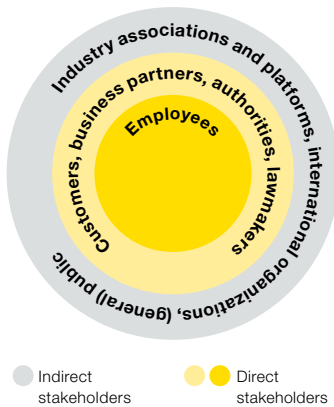 Industry associations and platforms, international organizations, (general) public
Customers, business partners, authorities, lawmakers
Employees
Indirect
stakeholders
Direct
stakeholders